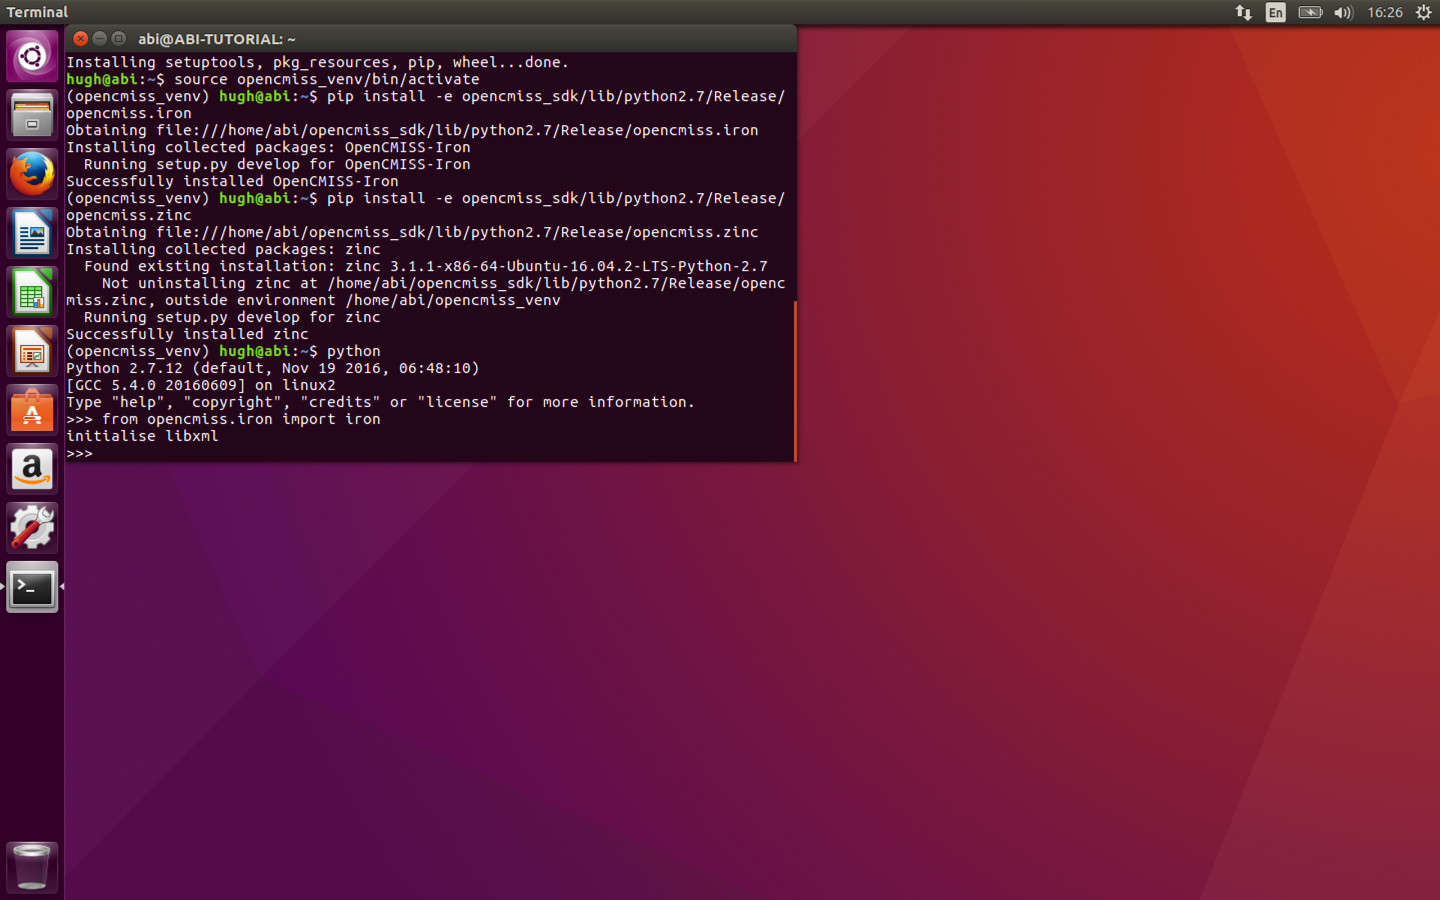 Terminal
En
16:26
abi@ABI-TUTORIAL: ~
Installing setuptools, pkg_resources, pip, wheel...done.
hugh@abi:~$ source opencmiss_venv/bin/activate
(opencmiss_venv) hugh@abi:~$ pip install -e opencmiss_sdk/lib/python2.7/Release/
opencmiss.iron
Obtaining file:///home/abi/opencmiss_sdk/lib/python2.7/Release/opencmiss.iron
Installing collected packages: OpenCMISS-Iron
  Running setup.py develop for OpenCMISS-Iron
Successfully installed OpenCMISS-Iron
(opencmiss_venv) hugh@abi:~$ pip install -e opencmiss_sdk/lib/python2.7/Release/
opencmiss.zinc
Obtaining file:///home/abi/opencmiss_sdk/lib/python2.7/Release/opencmiss.zinc
Installing collected packages: zinc
  Found existing installation: zinc 3.1.1-x86-64-Ubuntu-16.04.2-LTS-Python-2.7
    Not uninstalling zinc at /home/abi/opencmiss_sdk/lib/python2.7/Release/openc
miss.zinc, outside environment /home/abi/opencmiss_venv
  Running setup.py develop for zinc
Successfully installed zinc
(opencmiss_venv) hugh@abi:~$ python
Python 2.7.12 (default, Nov 19 2016, 06:48:10)
[GCC 5.4.0 20160609] on linux2
Type "help", "copyright", "credits" or "license" for more information.
>>> from opencmiss.iron import iron
initialise libxml
>>>